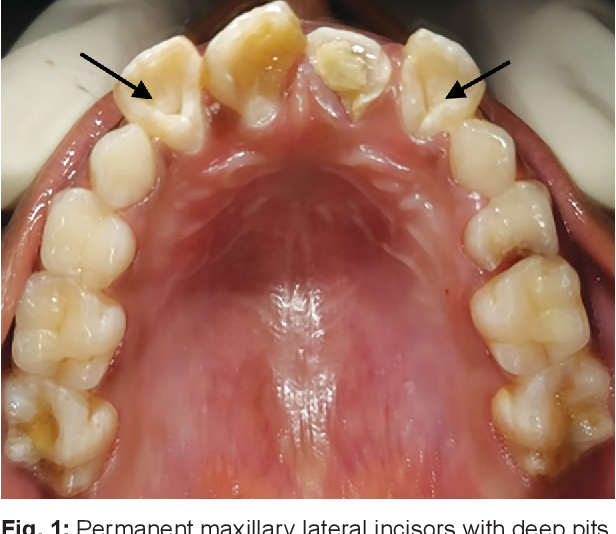 Fig. 1: Permanent maxillary lateral incisors with deep pits